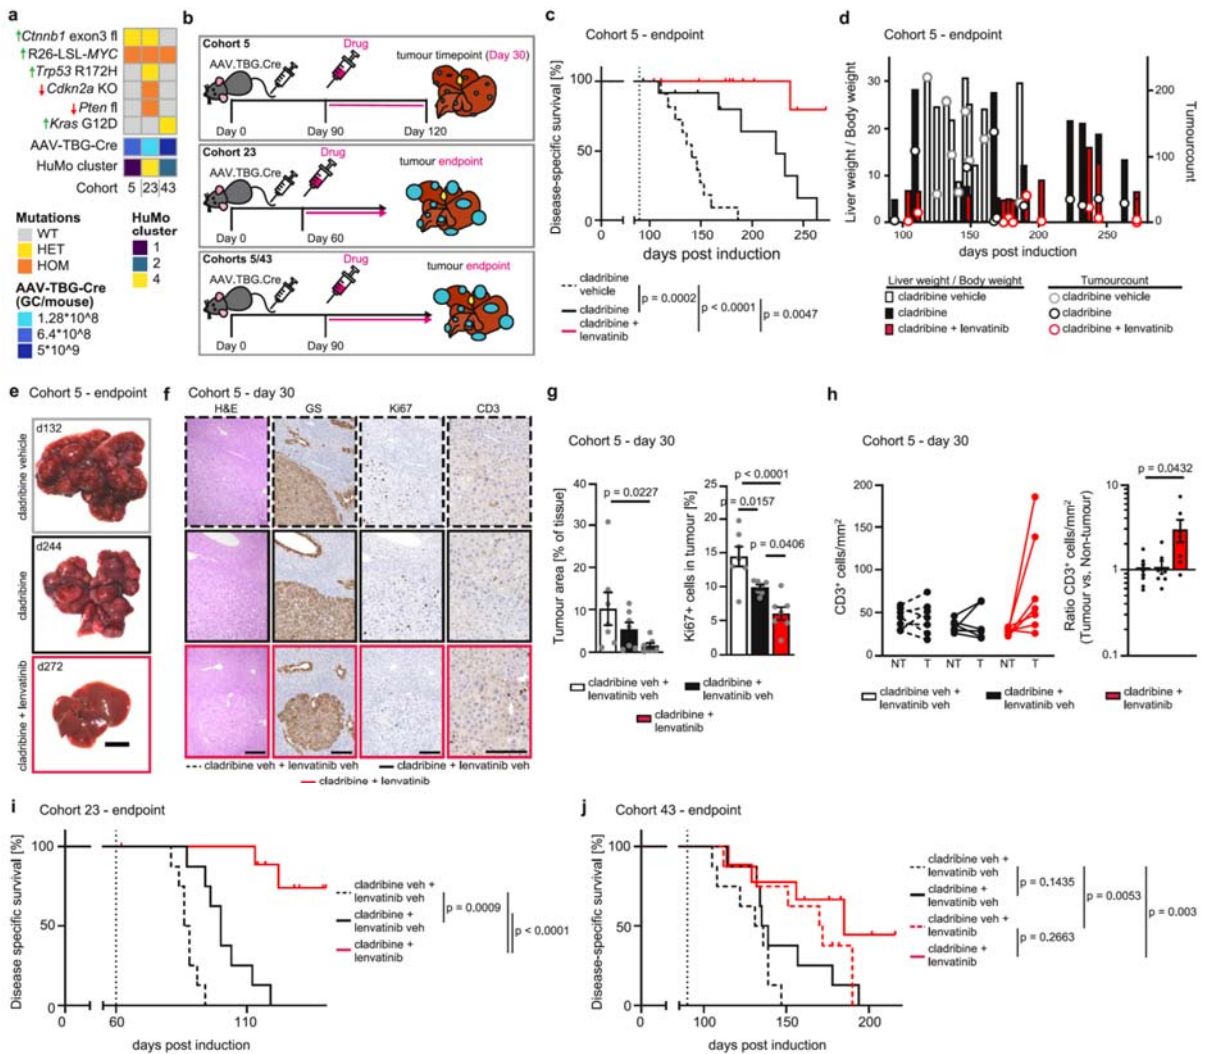 a
↑Ctnnb1 exon3 fl
↑R26-LSL-MYC
↑Trp53 R172H
↓Cdkn2a KO
↓Pten fl
↑Kras G12D
AAV-TBG-Cre
HuMo cluster
Cohort 5 23 43
Mutations
WT
HET
HOM
HuMo
cluster
1
2
4
AAV-TBG-Cre
(GC/mouse)
1.28*10^8
6.4*10^8
5*10^9
b
Cohort 5
AAV.TBG.Cre
Drug
tumour timepoint (Day 30)
Day 0
Day 90
Day 120
Cohort 23
AAV.TBG.Cre
Drug
tumour endpoint
Day 0
Day 60
Cohorts 5/43
AAV.TBG.Cre
Drug
tumour endpoint
Day 0
Day 90
c
Cohort 5 - endpoint
Disease-specific survival [%]
100
50
0
0 100 150 200 250
days post induction
cladribine
vehicle
cladribine
cladribine +
lenvatinib
p = 0.0002
p < 0.0001
p = 0.0047
d
Cohort 5 - endpoint
Liver weight / Body weight
30
20
10
0
200
100
0
Tumourcount
100 150 200 250
days post induction
Liver weight / Body weight
cladribine vehicle
cladribine
cladribine + lenvatinib
Tumourcount
cladribine vehicle
cladribine
cladribine + lenvatinib
e
Cohort 5 - endpoint
cladribine vehicle
d132
cladribine
d244
cladribine + lenvatinib
d272
f
Cohort 5 - day 30
H&E GS Ki67 CD3
cladribine veh + lenvatinib veh
cladribine + lenvatinib veh
cladribine + lenvatinib
g
Cohort 5 - day 30
Tumour area [% of tissue]
40
30
20
10
0
p = 0.0227
Ki67+ cells in tumour [%]
25
20
15
10
5
0
p < 0.0001
p = 0.0157
p = 0.0406
cladribine veh +
lenvatinib veh
cladribine +
lenvatinib veh
cladribine +
lenvatinib
h
Cohort 5 - day 30
CD3⁺ cells/mm²
200
150
100
50
0
NT T NT T NT T
Ratio CD3⁺ cells/mm²
(Tumour vs. Non-tumour)
10
1
0.1
p = 0.0432
cladribine veh +
lenvatinib veh
cladribine +
lenvatinib veh
cladribine +
lenvatinib
i
Cohort 23 - endpoint
Disease specific survival [%]
100
50
0
0 60 110
days post induction
cladribine veh +
lenvatinib veh
cladribine +
lenvatinib veh
cladribine +
lenvatinib
p = 0.0009
p < 0.0001
j
Cohort 43 - endpoint
Disease-specific survival [%]
100
50
0
0 100 150 200
days post induction
cladribine veh +
lenvatinib veh
cladribine +
lenvatinib veh
cladribine veh +
lenvatinib
cladribine +
lenvatinib
p = 0.1435
p = 0.2663
p = 0.0053
p = 0.003